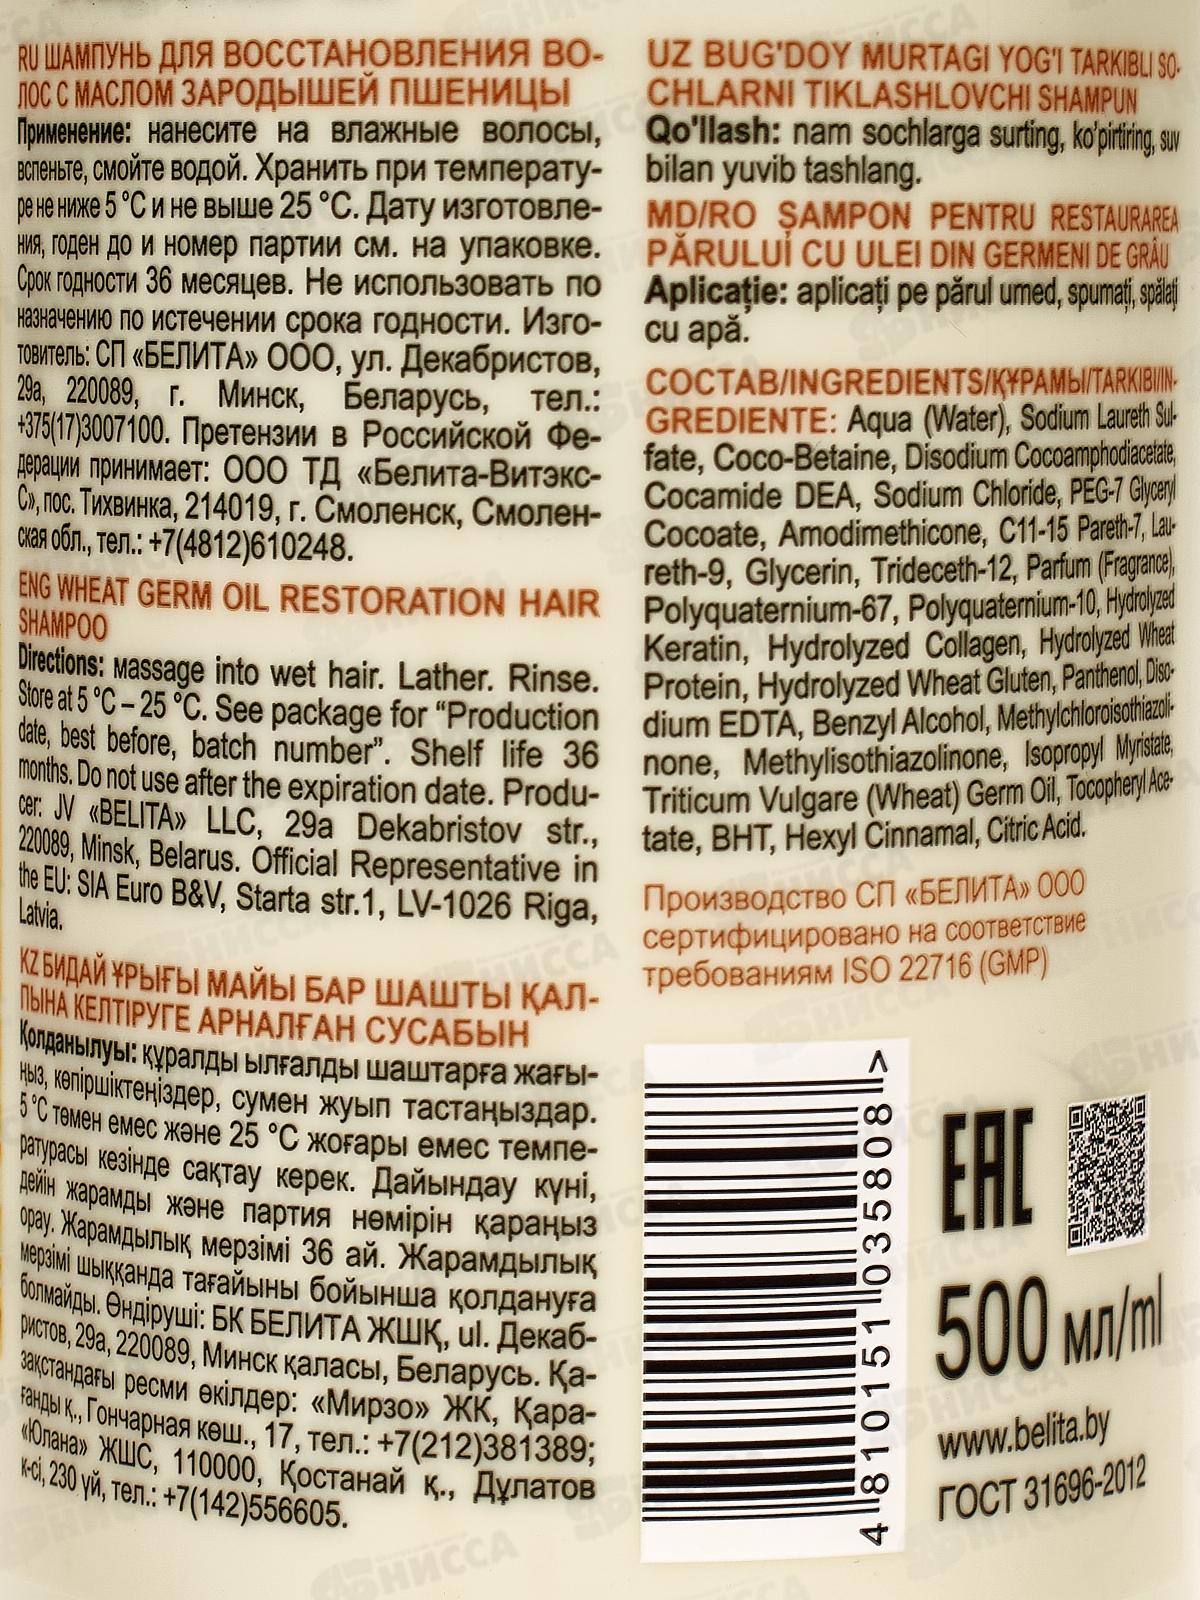 RU ШАМПУНЬ ДЛЯ ВОССТАНОВЛЕНИЯ ВО-
ЛОС С МАСЛОМ ЗАРОДЫШЕЙ ПШЕНИЦЫ
Применение: нанесите на влажные волосы,
вспеньте, смойте водой. Хранить при температу-
ре не ниже 5 °С и не выше 25 °С. Дату изготовле-
ния, годен до и номер партии см. на упаковке.
Срок годности 36 месяцев. Не использовать по
назначению по истечении срока годности. Изго-
товитель: СП «БЕЛИТА» ООО, ул. Декабристов,
29а, 220089, г. Минск, Беларусь, тел.:
+375(17)3007100. Претензии в Российской Фе-
дерации принимает: ООО ТД «Белита-Витэкс-
С», пос. Тихвинка, 214019, г. Смоленск, Смолен-
ская обл., тел.: +7(4812)610248.
ENG WHEAT GERM OIL RESTORATION HAIR
SHAMPOO
Directions: massage into wet hair. Lather. Rinse.
Store at 5 °C – 25 °C. See package for “Production
date, best before, batch number”. Shelf life 36
months. Do not use after the expiration date. Produ-
cer: JV «BELITA» LLC, 29a Dekabristov str.,
220089, Minsk, Belarus. Official Representative in
the EU: SIA Euro B&V, Starta str.1, LV-1026 Riga,
Latvia.
KZ БИДАЙ ҰРЫҒЫ МАЙЫ БАР ШАШТЫ ҚАЛ-
ПЫНА КЕЛТІРУГЕ АРНАЛҒАН СУСАБЫН
Қолданылуы: құралды ылғалды шаштарға жағы-
ңыз, көпіршіктеңіздер, сумен жуып тастаңыздар.
5 °С төмен емес және 25 °С жоғары емес темпе-
ратурасы кезінде сақтау керек. Дайындау күні,
дейін жарамды және партия нөмірін қараңыз
орау. Жарамдылық мерзімі 36 ай. Жарамдылық
мерзімі шыққанда тағайыны бойынша қолдануға
болмайды. Өндіруші: БК БЕЛИТА ЖШҚ, ul. Декаб-
ристов, 29а, 220089, Минск қаласы, Беларусь. Қа-
зақстандағы ресми өкілдер: «Мирзо» ЖК, Қара-
ғанды қ., Гончарная көш., 17, тел.: +7(212)381389;
«Юлана» ЖШС, 110000, Қостанай қ., Дұлатов
к-сі, 230 үй, тел.: +7(142)556605.
UZ BUG'DOY MURTAGI YOG'I TARKIBLI SO-
CHLARNI TIKLASHLOVCHI SHAMPUN
Qo'llash: nam sochlarga surting, ko'pirtiring, suv
bilan yuvib tashlang.
MD/RO ȘAMPON PENTRU RESTAURAREA
PĂRULUI CU ULEI DIN GERMENI DE GRÂU
Aplicație: aplicați pe părul umed, spumați, spălați
cu apă.
СОСТАВ/INGREDIENTS/ҚҰРАМЫ/TARKIBI/IN-
GREDIENTE: Aqua (Water), Sodium Laureth Sul-
fate, Coco-Betaine, Disodium Cocoamphodiacetate,
Cocamide DEA, Sodium Chloride, PEG-7 Glyceryl
Cocoate, Amodimethicone, C11-15 Pareth-7, Lau-
reth-9, Glycerin, Trideceth-12, Parfum (Fragrance),
Polyquaternium-67, Polyquaternium-10, Hydrolyzed
Keratin, Hydrolyzed Collagen, Hydrolyzed Wheat
Protein, Hydrolyzed Wheat Gluten, Panthenol, Diso-
dium EDTA, Benzyl Alcohol, Methylchloroisothiazoli-
none, Methylisothiazolinone, Isopropyl Myristate,
Triticum Vulgare (Wheat) Germ Oil, Tocopheryl Ace-
tate, BHT, Hexyl Cinnamal, Citric Acid.
Производство СП «БЕЛИТА» ООО
сертифицировано на соответствие
требованиям ISO 22716 (GMP)
4 810151 035808 >
EAC
500 мл/ml
www.belita.by
ГОСТ 31696-2012